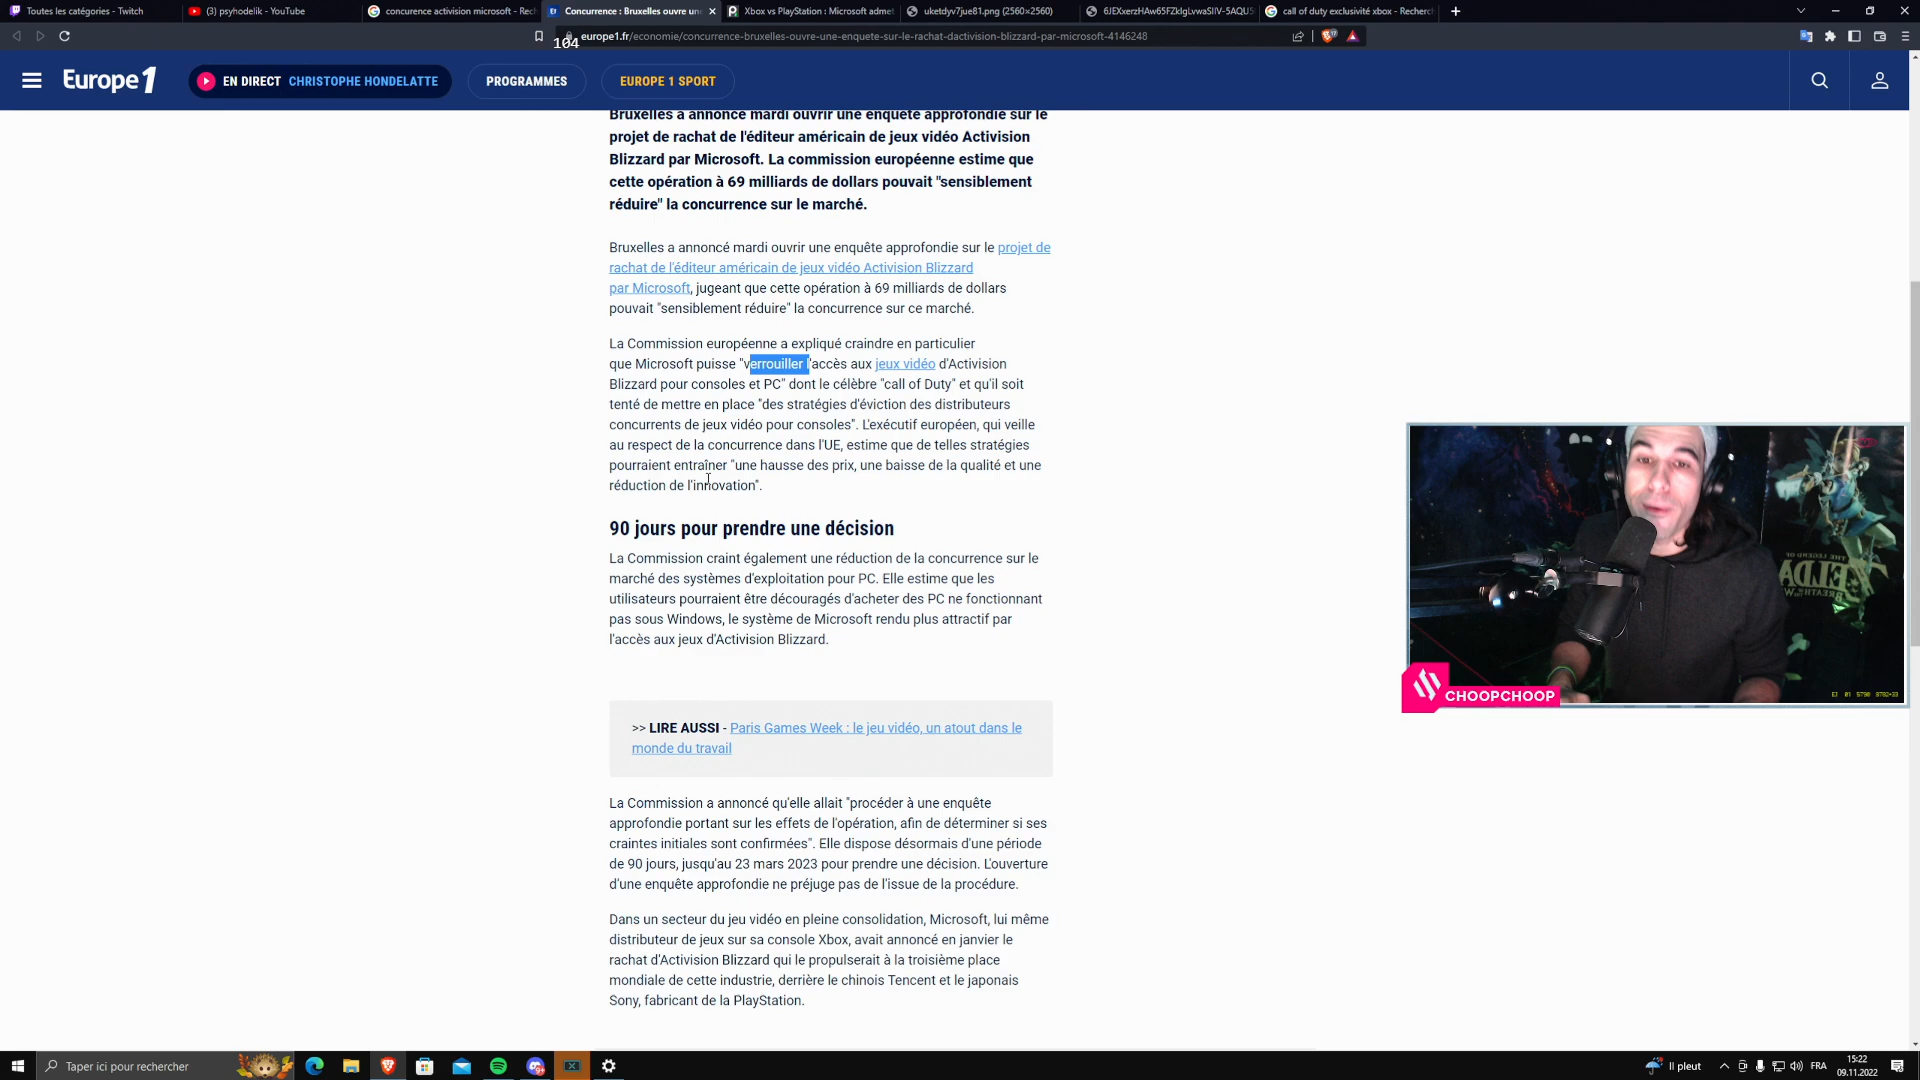 Toutes les catégories - Twitch
(3) psyhodelik - YouTube
concurence activision microsoft - Rec
Concurrence : Bruxelles ouvre un
Xbox vs PlayStation : Microsoft admet
uketdyv7jue81.png (2560×2560)
call of duty exclusivité xbox - Recherc
104
europe1.fr/economie/concurrence-bruxelles-ouvre-une-enquete-sur-le-rachat-dactivision-blizzard-par-microsoft-4146248
17
Europe 1
EN DIRECT CHRISTOPHE HONDELATTE
PROGRAMMES
EUROPE 1 SPORT
Bruxelles a annoncé mardi ouvrir une enquête approfondie sur le
projet de rachat de l'éditeur américain de jeux vidéo Activision
Blizzard par Microsoft. La commission européenne estime que
cette opération à 69 milliards de dollars pouvait "sensiblement
réduire" la concurrence sur le marché.
Bruxelles a annoncé mardi ouvrir une enquête approfondie sur le projet de
rachat de l'éditeur américain de jeux vidéo Activision Blizzard
par Microsoft, jugeant que cette opération à 69 milliards de dollars
pouvait "sensiblement réduire" la concurrence sur ce marché.
La Commission européenne a expliqué craindre en particulier
que Microsoft puisse "verrouiller l'accès aux jeux vidéo d'Activision
Blizzard pour consoles et PC" dont le célèbre "call of Duty" et qu'il soit
tenté de mettre en place "des stratégies d'éviction des distributeurs
concurrents de jeux vidéo pour consoles". L'exécutif européen, qui veille
au respect de la concurrence dans l'UE, estime que de telles stratégies
pourraient entraîner "une hausse des prix, une baisse de la qualité et une
réduction de l'innovation".
90 jours pour prendre une décision
La Commission craint également une réduction de la concurrence sur le
marché des systèmes d'exploitation pour PC. Elle estime que les
utilisateurs pourraient être découragés d'acheter des PC ne fonctionnant
pas sous Windows, le système de Microsoft rendu plus attractif par
l'accès aux jeux d'Activision Blizzard.
>> LIRE AUSSI - Paris Games Week : le jeu vidéo, un atout dans le
monde du travail
La Commission a annoncé qu'elle allait "procéder à une enquête
approfondie portant sur les effets de l'opération, afin de déterminer si ses
craintes initiales sont confirmées". Elle dispose désormais d'une période
de 90 jours, jusqu'au 23 mars 2023 pour prendre une décision. L'ouverture
d'une enquête approfondie ne préjuge pas de l'issue de la procédure.
Dans un secteur du jeu vidéo en pleine consolidation, Microsoft, lui même
distributeur de jeux sur sa console Xbox, avait annoncé en janvier le
rachat d'Activision Blizzard qui le propulserait à la troisième place
mondiale de cette industrie, derrière le chinois Tencent et le japonais
Sony, fabricant de la PlayStation.
THE LEGEND OF
ZELDA
BREATH OF THE WILD
CHOOPCHOOP
Taper ici pour rechercher
Il pleut
FRA
15:22
09.11.2022